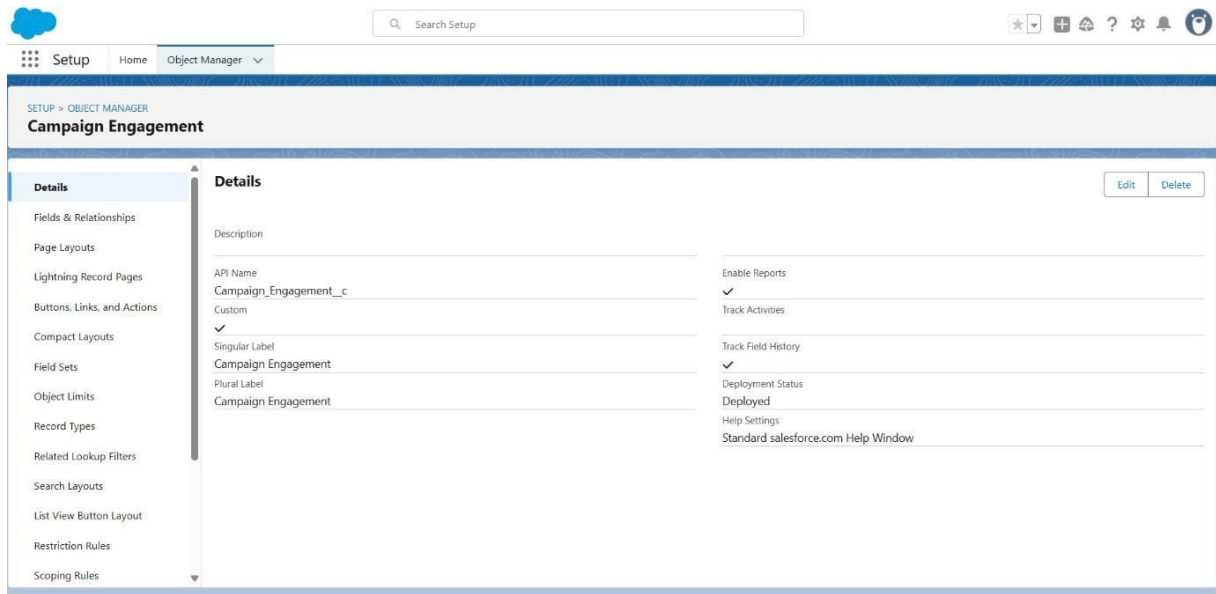 Search Setup
Setup Home Object Manager
SETUP > OBJECT MANAGER
Campaign Engagement
Details
Fields & Relationships
Page Layouts
Lightning Record Pages
Buttons, Links, and Actions
Compact Layouts
Field Sets
Object Limits
Record Types
Related Lookup Filters
Search Layouts
List View Button Layout
Restriction Rules
Scoping Rules
Details
Edit Delete
Description
API Name
Campaign_Engagement__c
Custom
Singular Label
Campaign Engagement
Plural Label
Campaign Engagement
Enable Reports
Track Activities
Track Field History
Deployment Status
Deployed
Help Settings
Standard salesforce.com Help Window